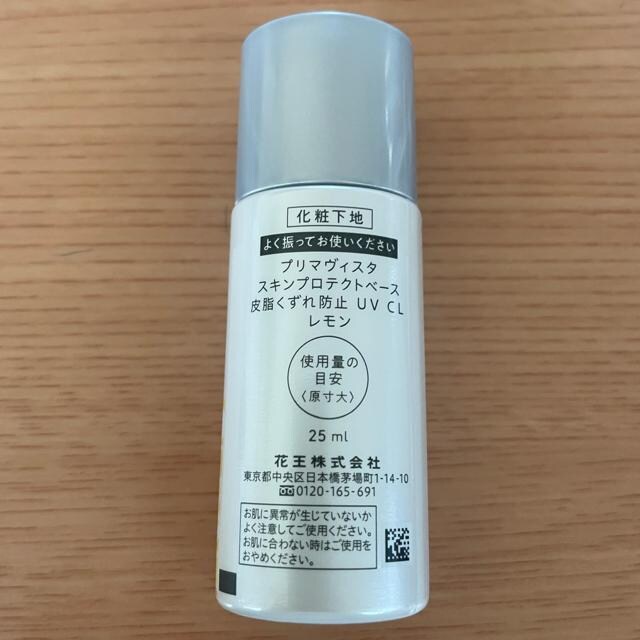 化粧下地
よく振ってお使いください
プリマヴィスタ
スキンプロテクトベース
皮脂くずれ防止 UV CL
レモン
使用量の
目安
〈原寸大〉
25 ml
花王株式会社
東京都中央区日本橋茅場町1-14-10
0120-165-691
お肌に異常が生じていないか
よく注意してご使用ください。
お肌に合わない時はご使用を
おやめください。